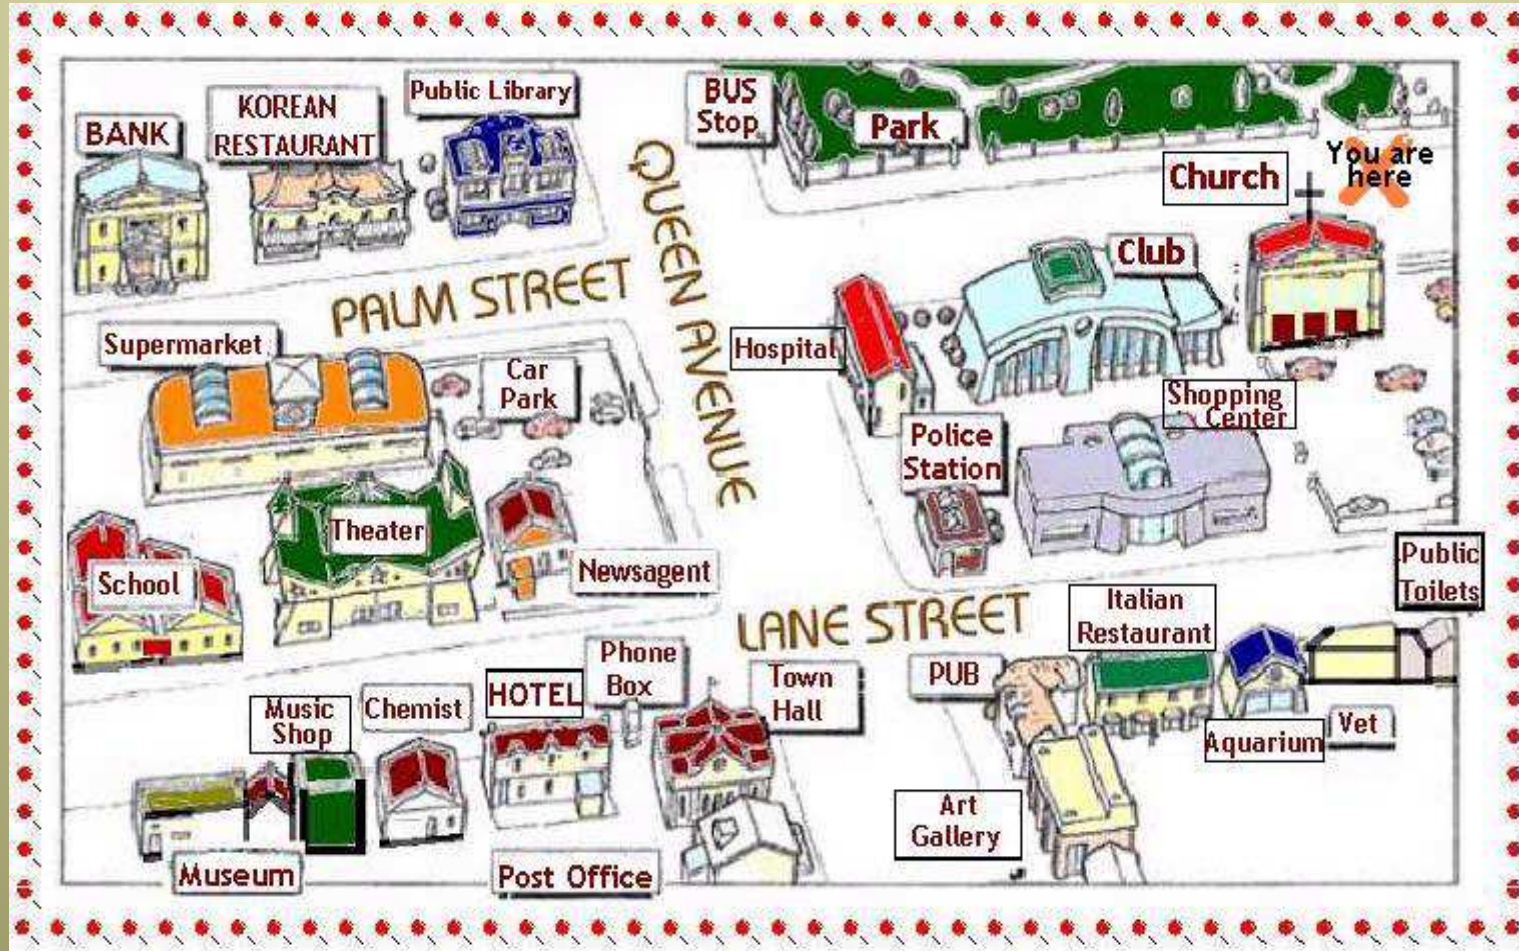 BANK
KOREAN
RESTAURANT
Public Library
BUS
Stop
Park
You are
here
Church
QUEEN AVENUE
Club
PALM STREET
Supermarket
Car
Park
Hospital
Shopping
Center
Police
Station
Theater
School
Newsagent
Public
Toilets
LANE STREET
Italian
Restaurant
Phone
Box
Town
Hall
PUB
HOTEL
Music
Shop
Chemist
Vet
Aquarium
Art
Gallery
Museum
Post Office